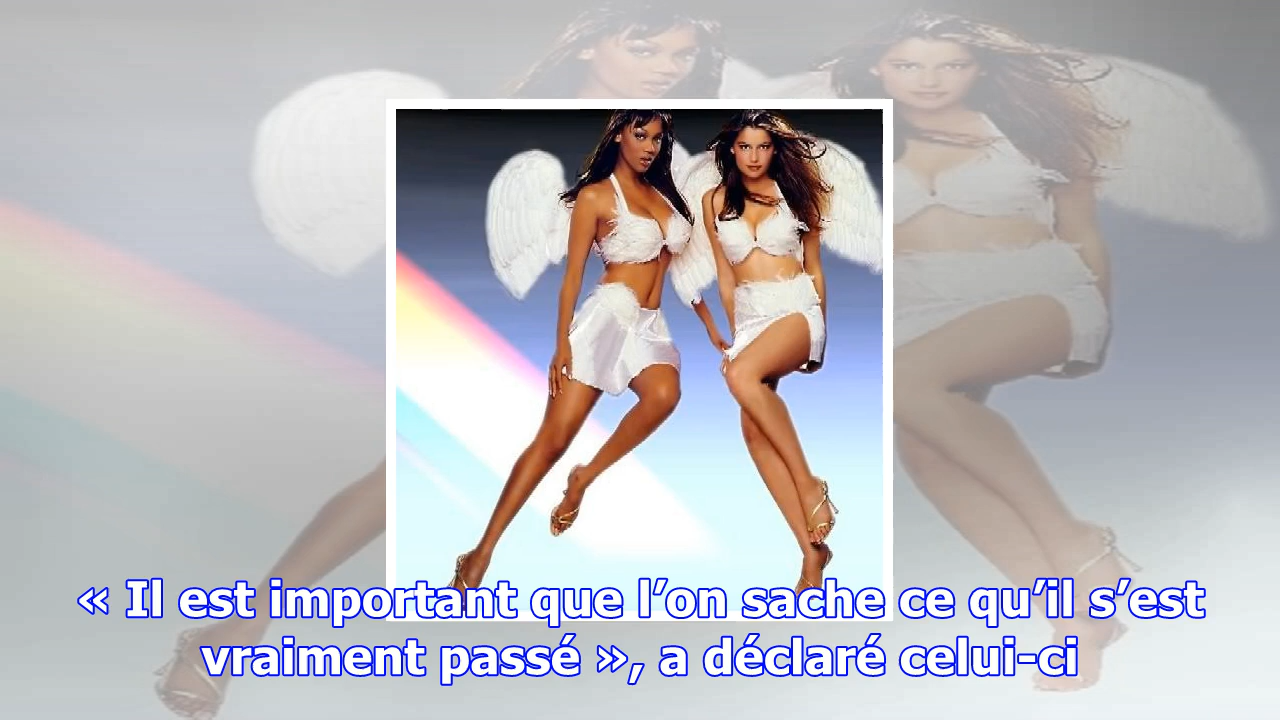 « Il est important que l’on sache ce qu’il s’est
vraiment passé », a déclaré celui-ci